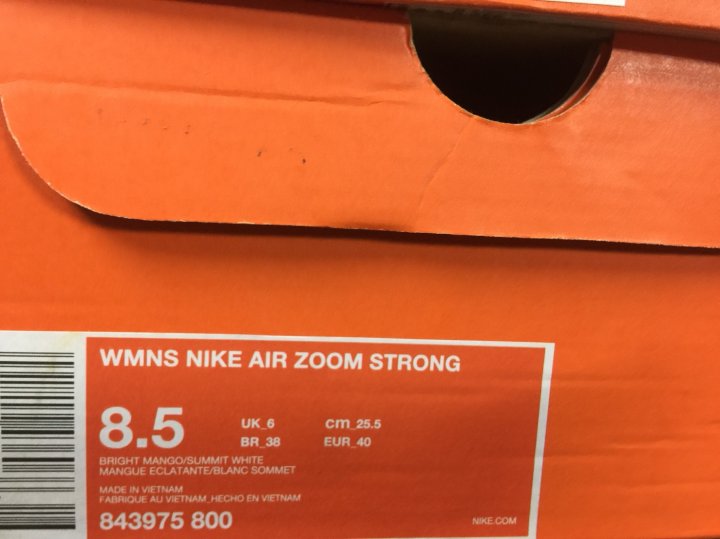 WMNS NIKE AIR ZOOM STRONG
8.5
UK_6 cm_25.5
BR_38 EUR_40
BRIGHT MANGO/SUMMIT WHITE
MANGUE ECLATANTE/BLANC SOMMET
MADE IN VIETNAM
FABRIQUE AU VIETNAM_HECHO EN VIETNAM
843975 800 NIKE.COM